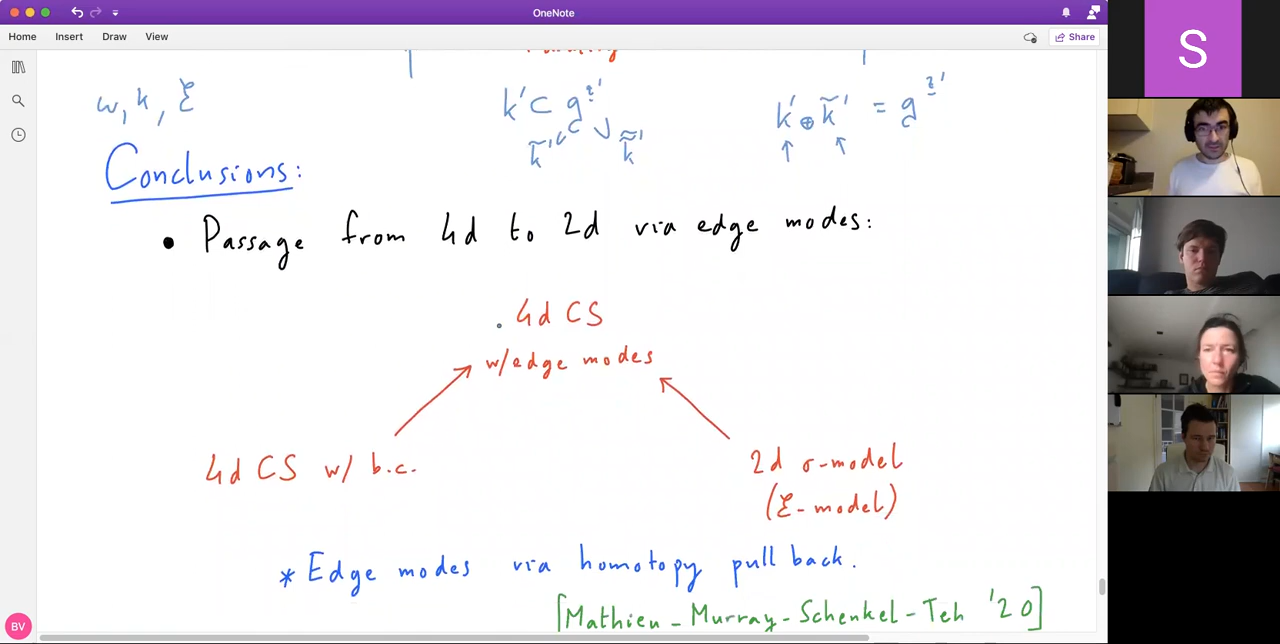 OneNote
Home Insert Draw View
Share
S
ω, k, ℰ
k' ⊂ g^z'
k̃' k̃'
k' ⊕ k̃' = g^z'
Conclusions:
• Passage from 4d to 2d via edge modes:
4d CS
w/edge modes
4d CS w/ b.c.
2d σ-model
(ℰ-model)
* Edge modes via homotopy pull back.
[Mathieu - Murray - Schenkel - Teh '20]
BV